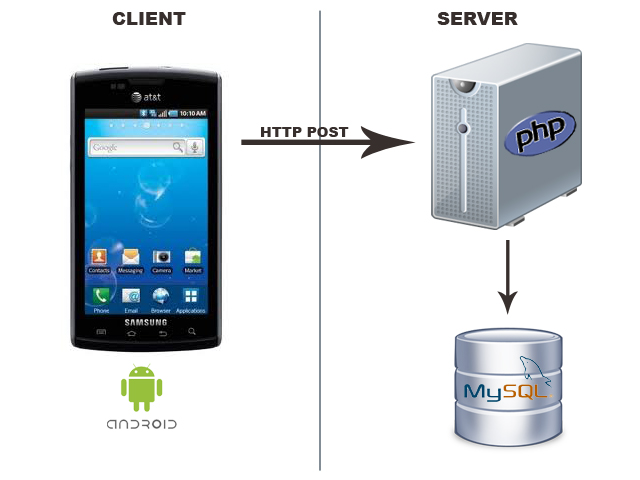 CLIENT
SERVER
at&t
10:10 AM
Google
Contacts
Messaging
Camera
Market
Phone
Email
Browser
Applications
SAMSUNG
ANDROID
HTTP POST
php
MySQL